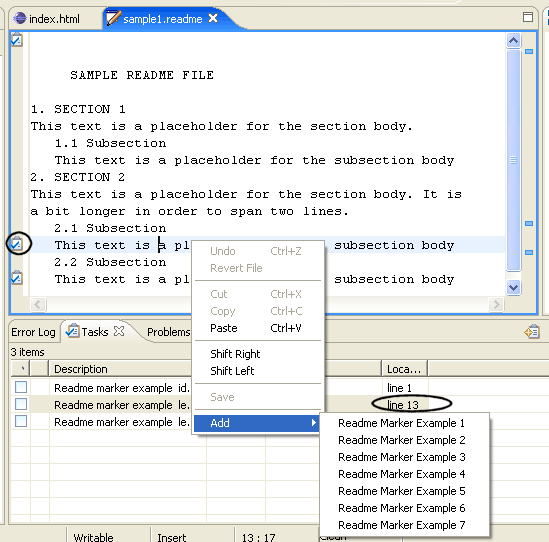 index.html
sample1.readme
SAMPLE README FILE
1. SECTION 1
This text is a placeholder for the section body.
1.1 Subsection
This text is a placeholder for the subsection body
2. SECTION 2
This text is a placeholder for the section body. It is
a bit longer in order to span two lines.
2.1 Subsection
This text is a pl subsection body
2.2 Subsection
This text is a pl subsection body
Undo Ctrl+Z
Revert File
Cut Ctrl+X
Copy Ctrl+C
Paste Ctrl+V
Shift Right
Shift Left
Save
Add
Readme Marker Example 1
Readme Marker Example 2
Readme Marker Example 3
Readme Marker Example 4
Readme Marker Example 5
Readme Marker Example 6
Readme Marker Example 7
Error Log Tasks Problems
3 items
Description Loca...
Readme marker example id. line 1
Readme marker example le. line 13
Readme marker example le.
Writable Insert 13 : 17